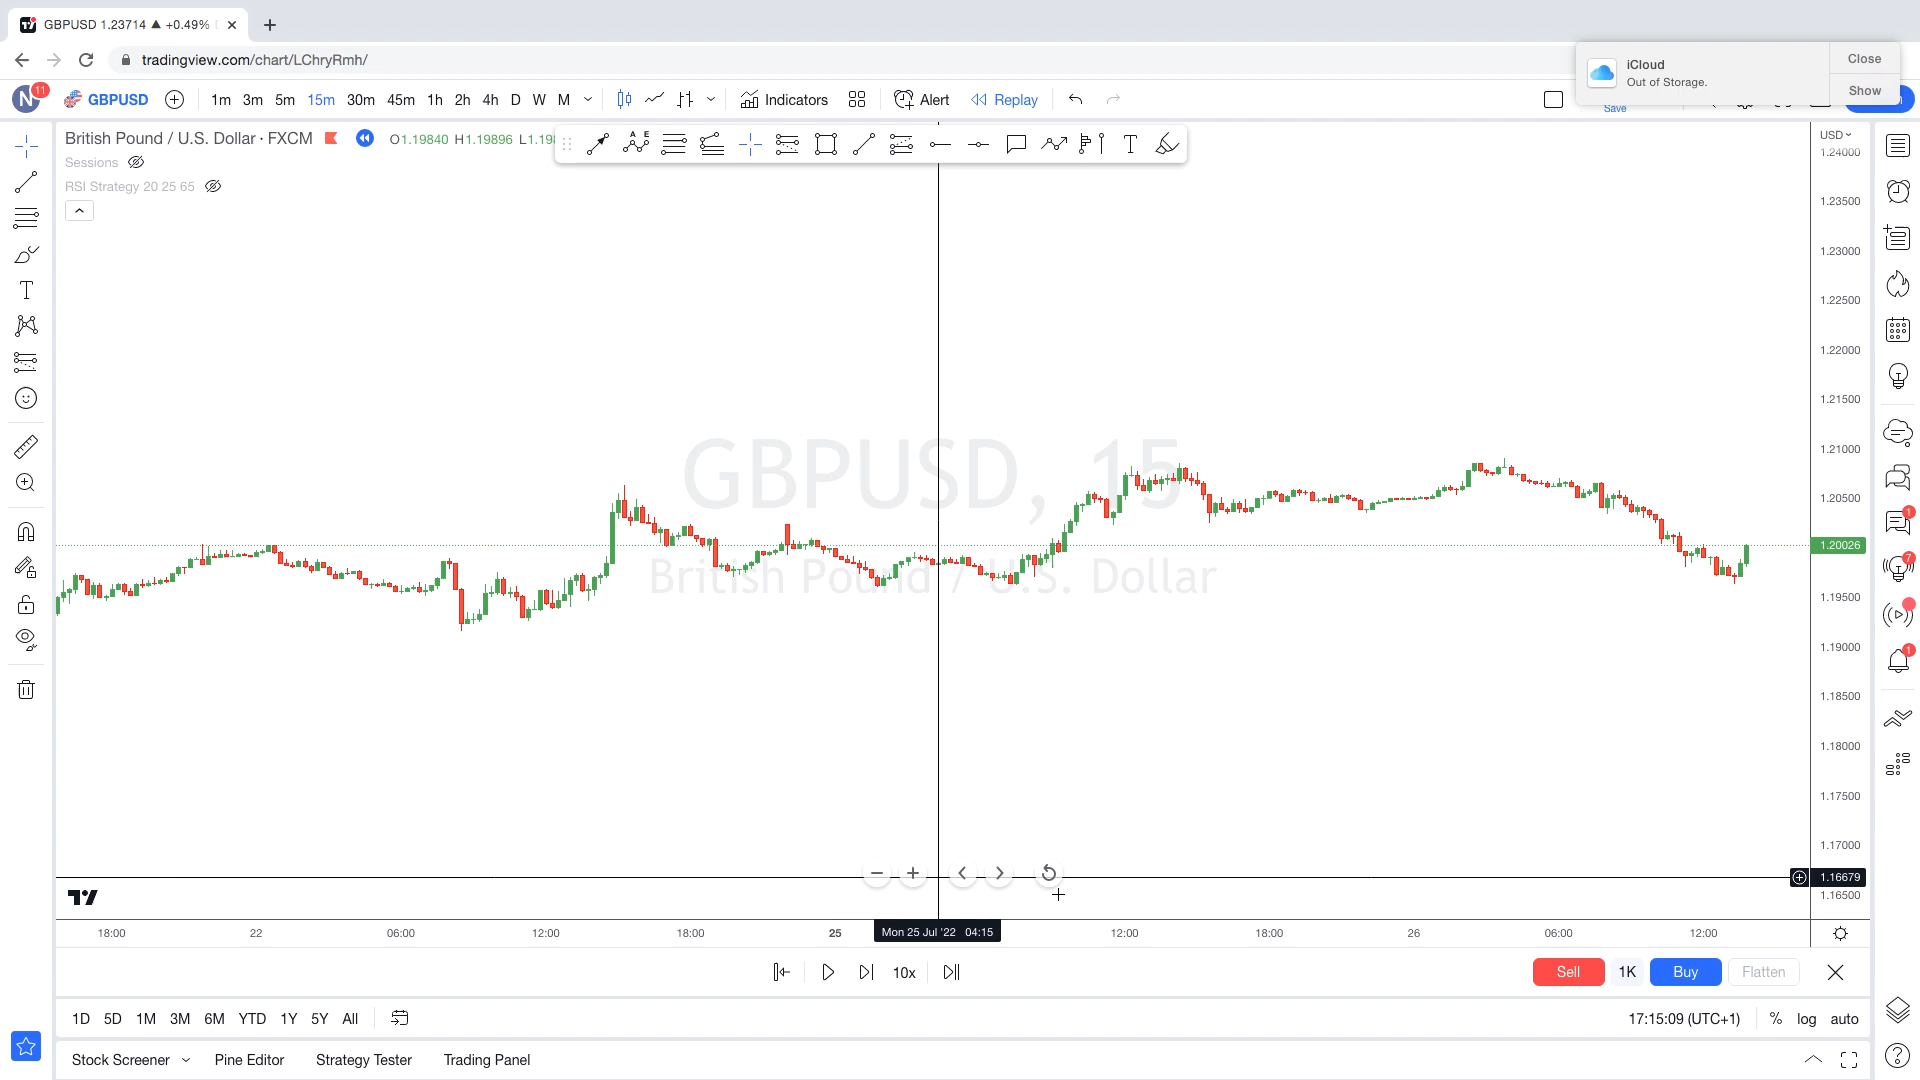 GBPUSD 1.23714 ▲ +0.49%
tradingview.com/chart/LChryRmh/
iCloud
Out of Storage.
Close
Show
N 11
GBPUSD 1m 3m 5m 15m 30m 45m 1h 2h 4h D W M Indicators Alert Replay
Save
British Pound / U.S. Dollar · FXCM O1.19840 H1.19896 L1.198
Sessions
RSI Strategy 20 25 65
A E
T
USD
1.24000
1.23500
1.23000
1.22500
1.22000
1.21500
1.21000
1.20500
1.20026
1.19500
1.19000
1.18500
1.18000
1.17500
1.17000
1.16679
1.16500
GBPUSD, 15
British Pound / U.S. Dollar
1
7
1
18:00 22 06:00 12:00 18:00 25 Mon 25 Jul '22 04:15 12:00 18:00 26 06:00 12:00
10x Sell 1K Buy Flatten
1D 5D 1M 3M 6M YTD 1Y 5Y All 17:15:09 (UTC+1) % log auto
Stock Screener Pine Editor Strategy Tester Trading Panel